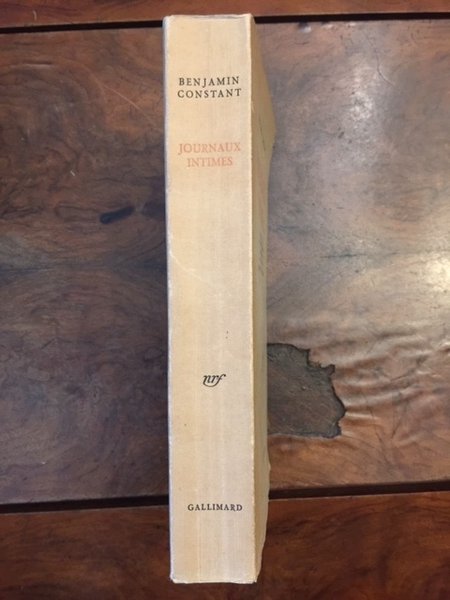 BENJAMIN
CONSTANT
JOURNAUX
INTIMES
nrf
GALLIMARD